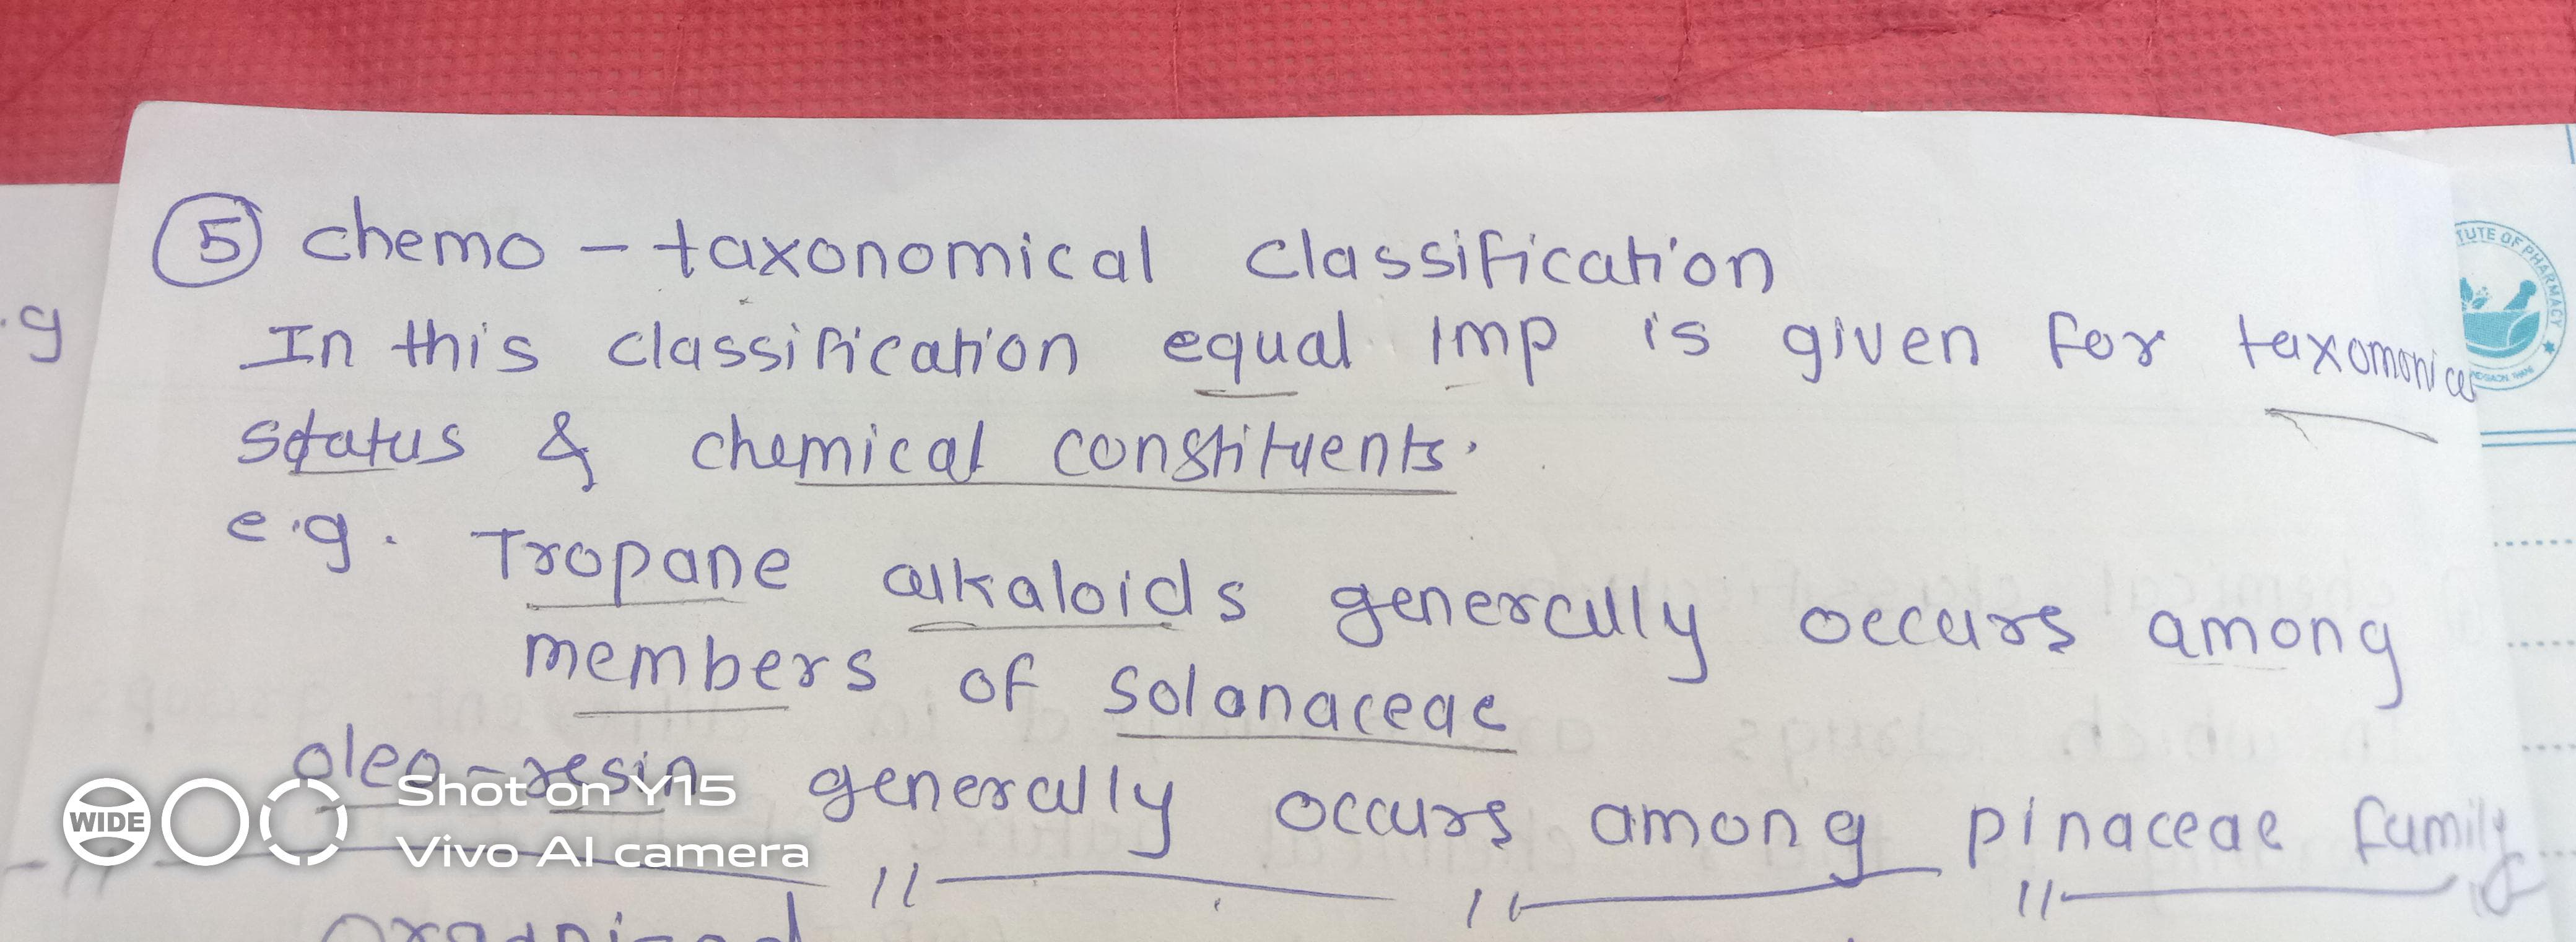 5 chemo - taxonomical classification
In this classification equal Imp is given for taxomonical
status & chemical constituents.
e.g. Tropane alkaloids generally occurs among
members of solanaceae
oleo-resin generally occurs among pinaceae family
organized
.g
TUTE OF PHARMACY
WIDE
Shot on Y15
Vivo AI camera